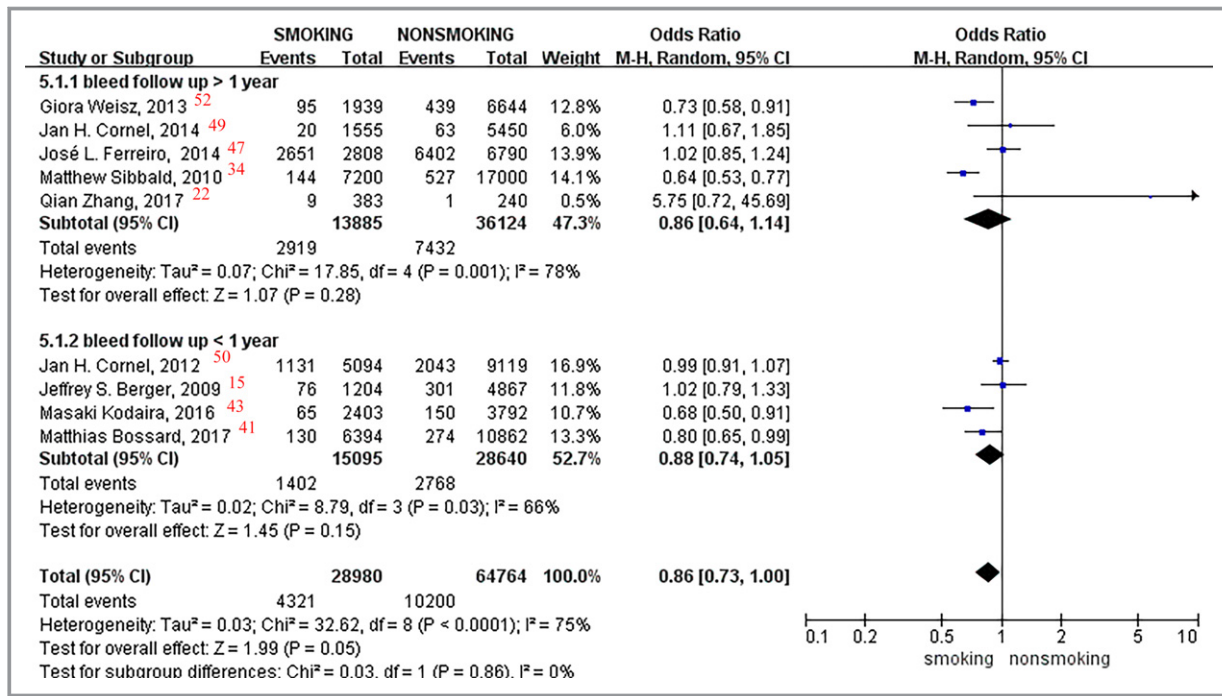 SMOKING NONSMOKING Odds Ratio Odds Ratio
Study or Subgroup Events Total Events Total Weight M-H, Random, 95% CI M-H, Random, 95% CI
5.1.1 bleed follow up > 1 year
Giora Weisz, 2013 52 95 1939 439 6644 12.8% 0.73 [0.58, 0.91]
Jan H. Cornel, 2014 49 20 1555 63 5450 6.0% 1.11 [0.67, 1.85]
José L. Ferreiro, 2014 47 2651 2808 6402 6790 13.9% 1.02 [0.85, 1.24]
Matthew Sibbald, 2010 34 144 7200 527 17000 14.1% 0.64 [0.53, 0.77]
Qian Zhang, 2017 22 9 383 1 240 0.5% 5.75 [0.72, 45.69]
Subtotal (95% CI) 13885 36124 47.3% 0.86 [0.64, 1.14]
Total events 2919 7432
Heterogeneity: Tau² = 0.07; Chi² = 17.85, df = 4 (P = 0.001); I² = 78%
Test for overall effect: Z = 1.07 (P = 0.28)
5.1.2 bleed follow up < 1 year
Jan H. Cornel, 2012 50 1131 5094 2043 9119 16.9% 0.99 [0.91, 1.07]
Jeffrey S. Berger, 2009 15 76 1204 301 4867 11.8% 1.02 [0.79, 1.33]
Masaki Kodaira, 2016 43 65 2403 150 3792 10.7% 0.68 [0.50, 0.91]
Matthias Bossard, 2017 41 130 6394 274 10862 13.3% 0.80 [0.65, 0.99]
Subtotal (95% CI) 15095 28640 52.7% 0.88 [0.74, 1.05]
Total events 1402 2768
Heterogeneity: Tau² = 0.02; Chi² = 8.79, df = 3 (P = 0.03); I² = 66%
Test for overall effect: Z = 1.45 (P = 0.15)
Total (95% CI) 28980 64764 100.0% 0.86 [0.73, 1.00]
Total events 4321 10200
Heterogeneity: Tau² = 0.03; Chi² = 32.62, df = 8 (P < 0.0001); I² = 75%
Test for overall effect: Z = 1.99 (P = 0.05)
Test for subgroup differences: Chi² = 0.03, df = 1 (P = 0.86), I² = 0%
0.1 0.2 0.5 1 2 5 10
smoking nonsmoking